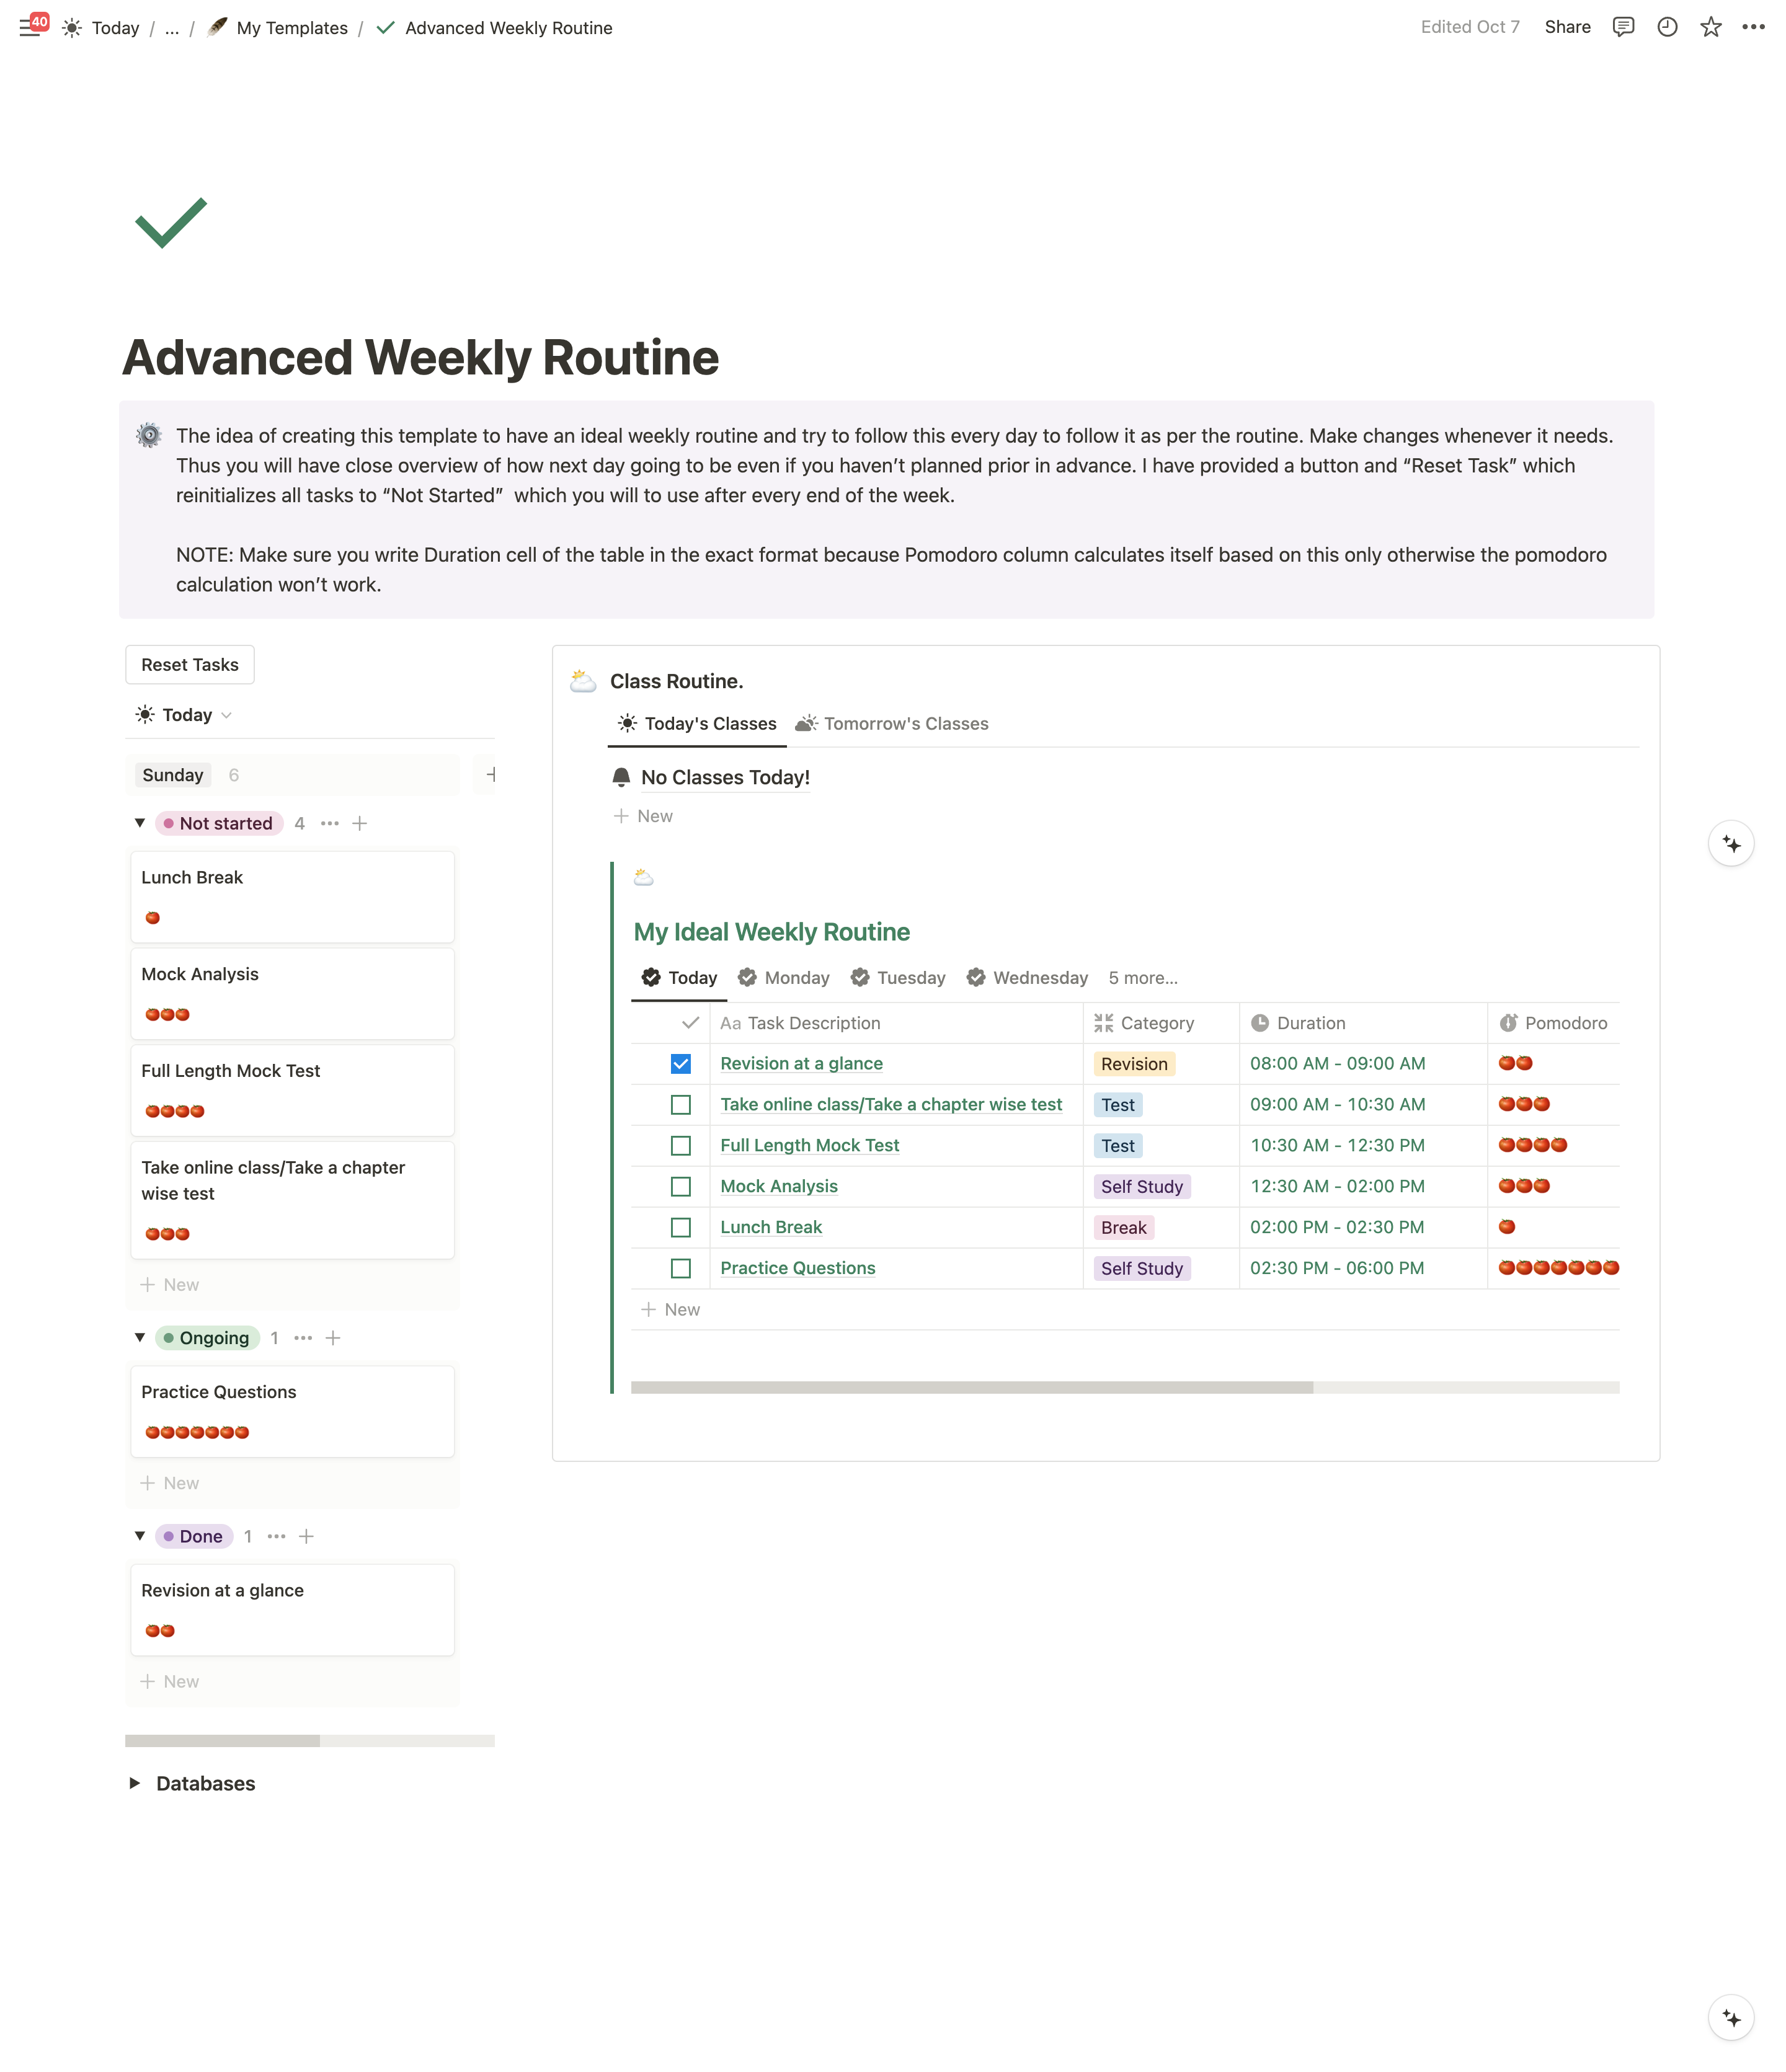 40 Today / ... / My Templates / Advanced Weekly Routine Edited Oct 7 Share
Advanced Weekly Routine
The idea of creating this template to have an ideal weekly routine and try to follow this every day to follow it as per the routine. Make changes whenever it needs.
Thus you will have close overview of how next day going to be even if you haven’t planned prior in advance. I have provided a button and “Reset Task” which
reinitializes all tasks to “Not Started”  which you will to use after every end of the week.
NOTE: Make sure you write Duration cell of the table in the exact format because Pomodoro column calculates itself based on this only otherwise the pomodoro
calculation won’t work.
Reset Tasks
Today
Sunday 6
Not started 4
Lunch Break
Mock Analysis
Full Length Mock Test
Take online class/Take a chapter
wise test
New
Ongoing 1
Practice Questions
New
Done 1
Revision at a glance
New
Databases
Class Routine.
Today's Classes Tomorrow's Classes
No Classes Today!
New
My Ideal Weekly Routine
Today Monday Tuesday Wednesday 5 more...
Aa Task Description Category Duration Pomodoro
Revision at a glance Revision 08:00 AM - 09:00 AM
Take online class/Take a chapter wise test Test 09:00 AM - 10:30 AM
Full Length Mock Test Test 10:30 AM - 12:30 PM
Mock Analysis Self Study 12:30 AM - 02:00 PM
Lunch Break Break 02:00 PM - 02:30 PM
Practice Questions Self Study 02:30 PM - 06:00 PM
New